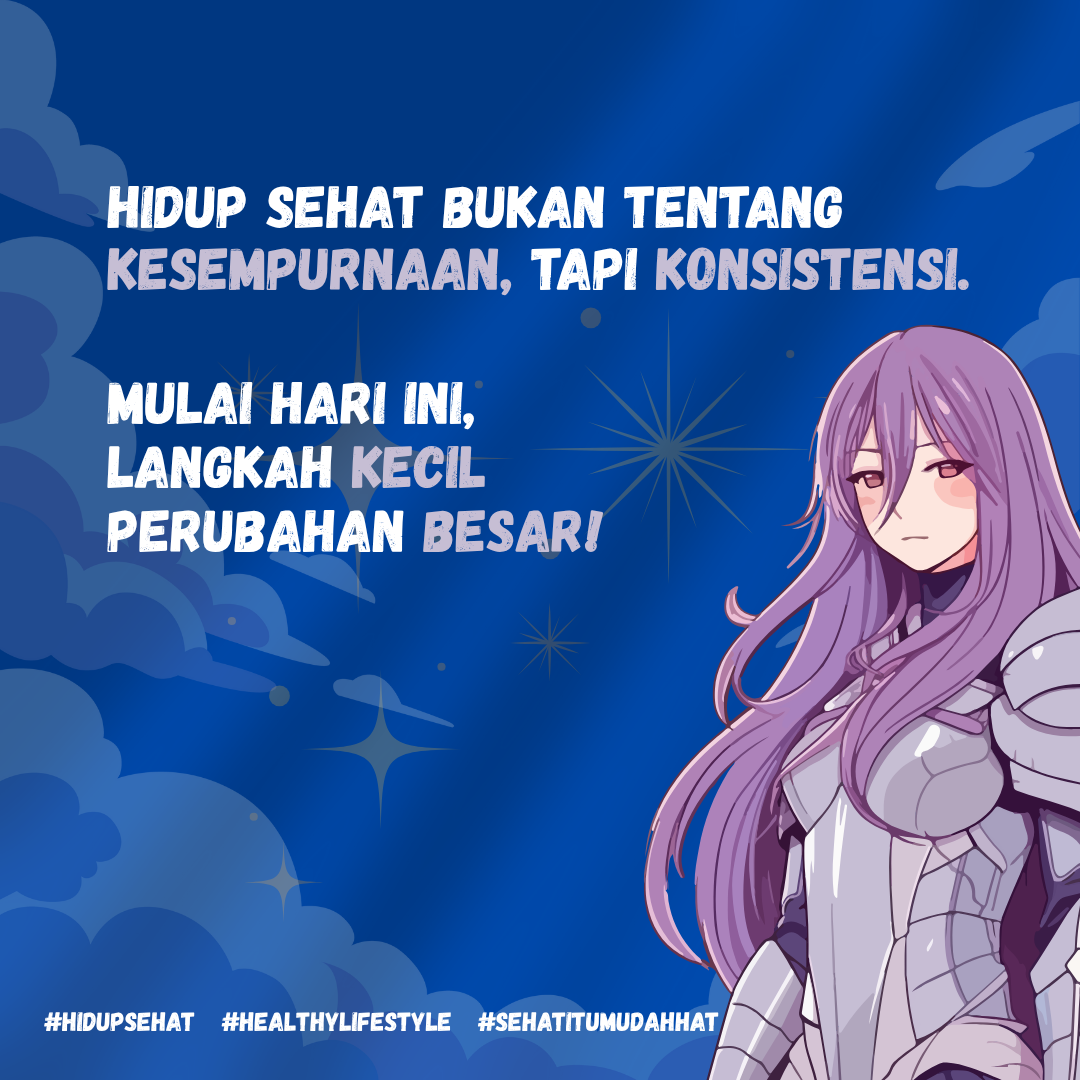 HIDUP SEHAT BUKAN TENTANG
KESEMPURNAAN, TAPI KONSISTENSI.
MULAI HARI INI,
LANGKAH KECIL
PERUBAHAN BESAR!
#HIDUPSEHAT #HEALTHYLIFESTYLE #SEHATITUMUDAHHAT